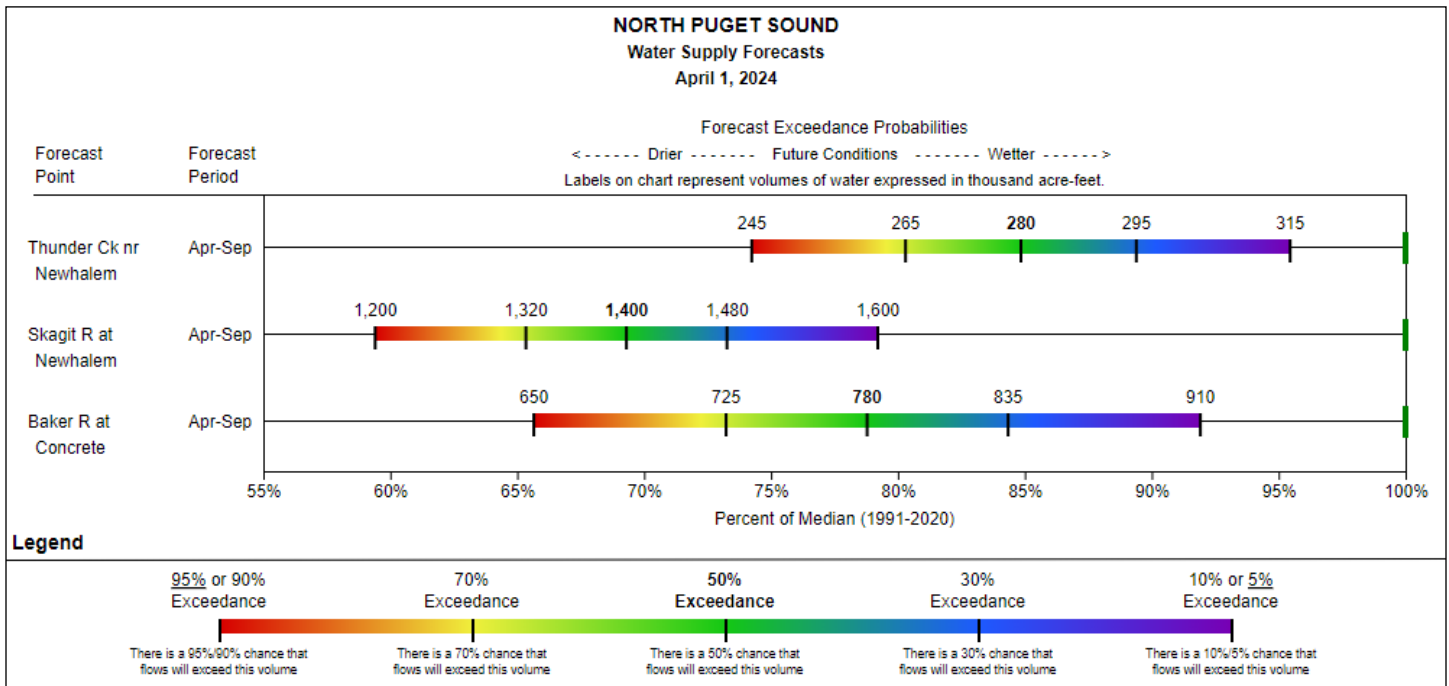 NORTH PUGET SOUND
Water Supply Forecasts
April 1, 2024
Forecast Exceedance Probabilities
Forecast Point
Forecast Period
<------ Drier ------- Future Conditions ------- Wetter ------>
Labels on chart represent volumes of water expressed in thousand acre-feet.
245 265 280 295 315
Thunder Ck nr Apr-Sep
Newhalem
1,200 1,320 1,400 1,480 1,600
Skagit R at Apr-Sep
Newhalem
650 725 780 835 910
Baker R at Apr-Sep
Concrete
55% 60% 65% 70% 75% 80% 85% 90% 95% 100%
Percent of Median (1991-2020)
Legend
95% or 90% 70% 50% 30% 10% or 5%
Exceedance Exceedance Exceedance Exceedance Exceedance
There is a 95%/90% chance that There is a 70% chance that There is a 50% chance that There is a 30% chance that There is a 10%/5% chance that
flows will exceed this volume flows will exceed this volume flows will exceed this volume flows will exceed this volume flows will exceed this volume